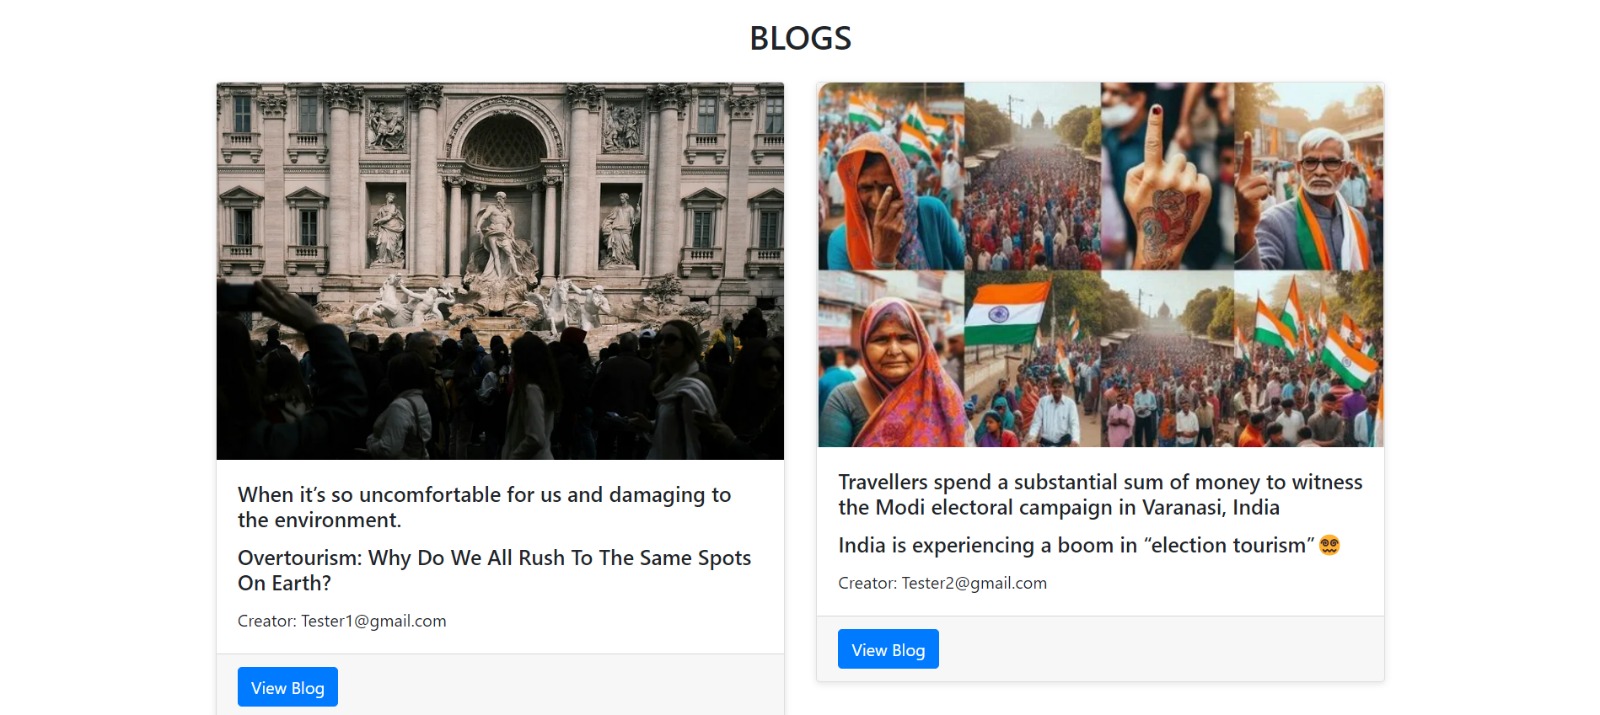 BLOGS
When it’s so uncomfortable for us and damaging to
the environment.
Overtourism: Why Do We All Rush To The Same Spots
On Earth?
Creator: Tester1@gmail.com
View Blog
Travellers spend a substantial sum of money to witness
the Modi electoral campaign in Varanasi, India
India is experiencing a boom in “election tourism”😵‍💫
Creator: Tester2@gmail.com
View Blog